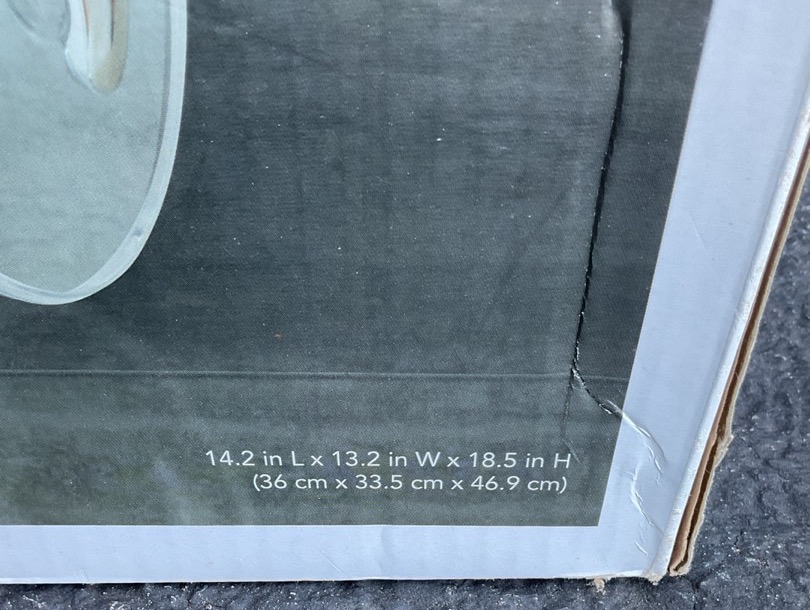 14.2 in L x 13.2 in W x 18.5 in H
(36 cm x 33.5 cm x 46.9 cm)